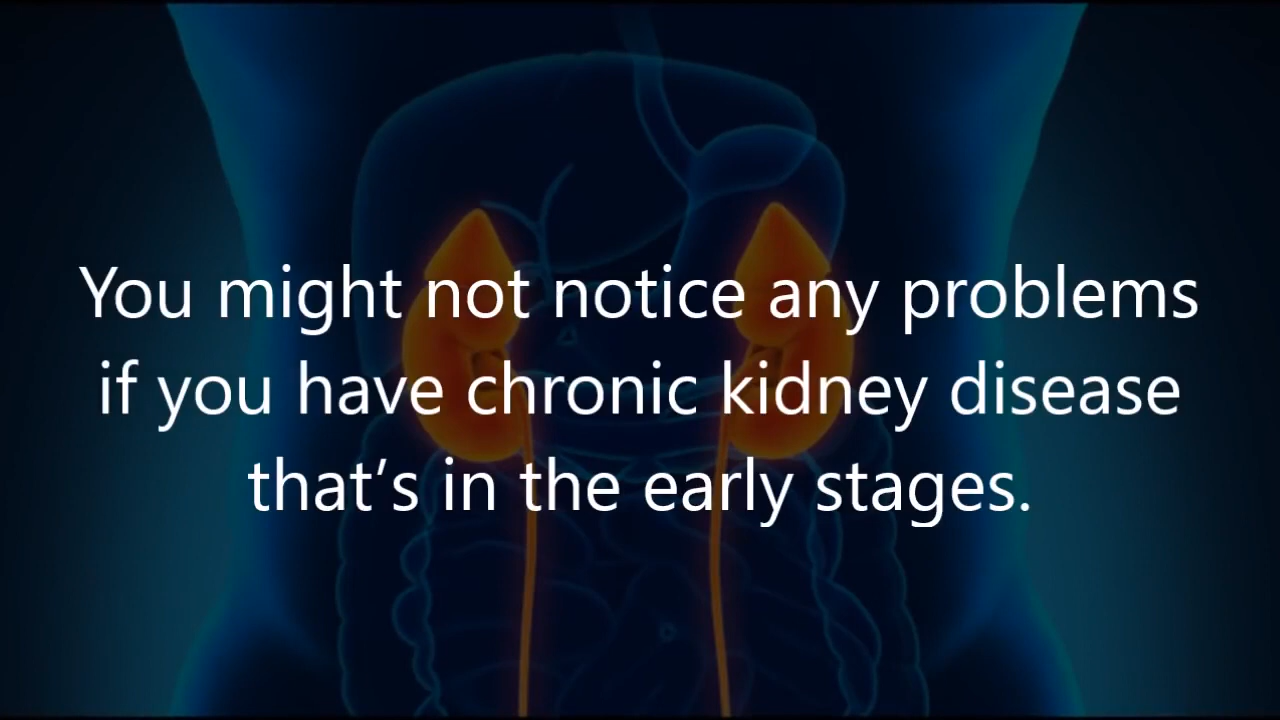 You might not notice any problems
if you have chronic kidney disease
that's in the early stages.